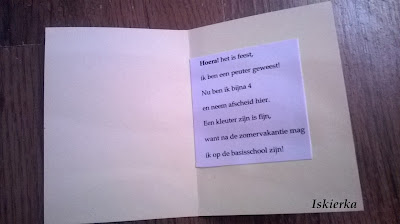 Hoera! het is feest,
ik ben een peuter geweest!
Nu ben ik bijna 4
en neem afscheid hier.
Een kleuter zijn is fijn,
want na de zomervakantie mag
ik op de basisschool zijn!
Iskierka